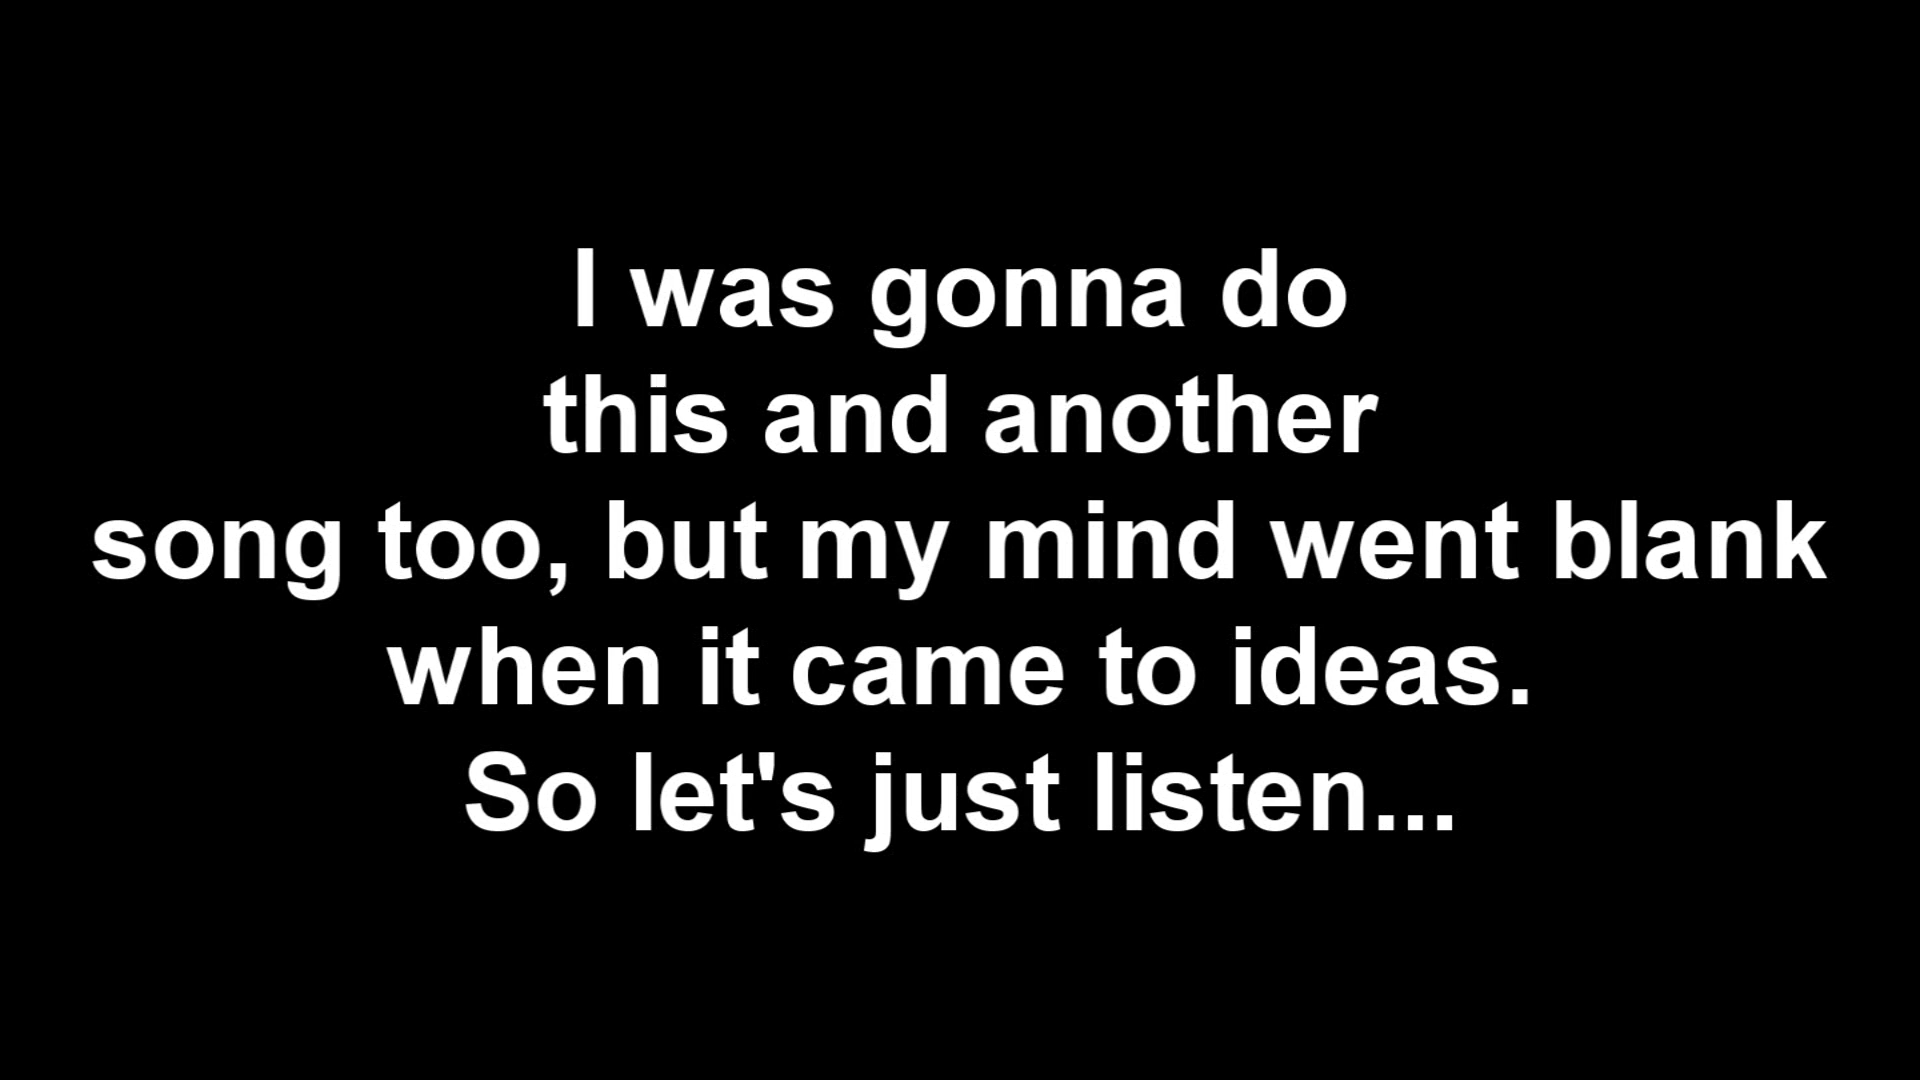 I was gonna do
this and another
song too, but my mind went blank
when it came to ideas.
So let's just listen...